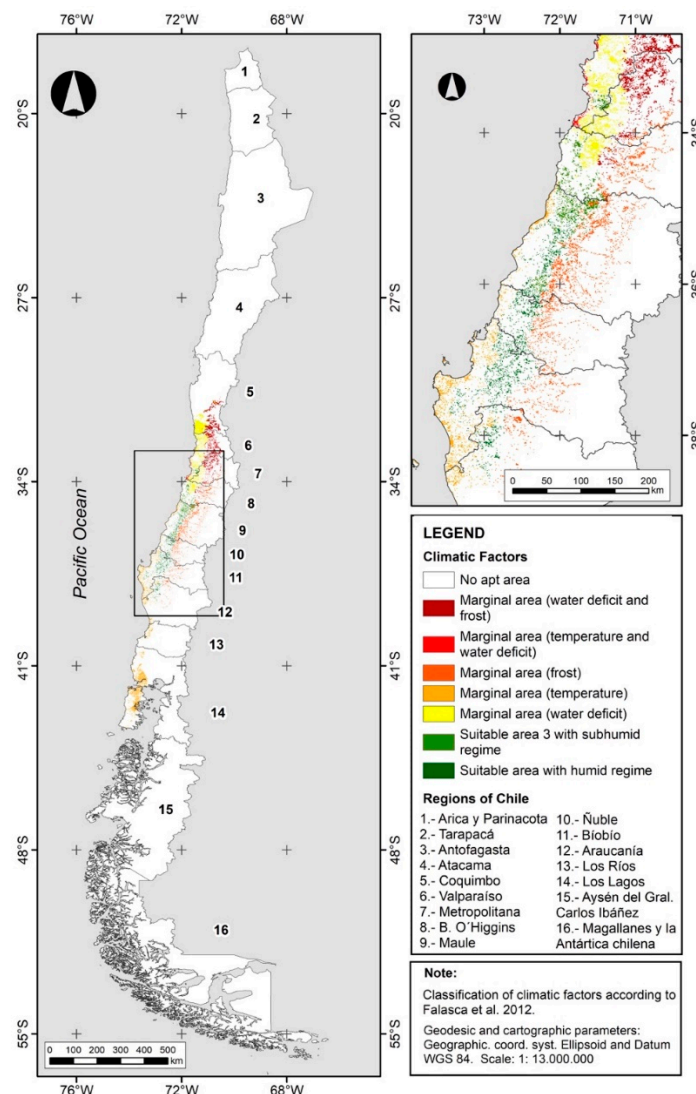 76°W 72°W 68°W
73°W 72°W 71°W
20°S
27°S
34°S
41°S
48°S
55°S
34°S
36°S
38°S
1
2
3
4
5
6
7
8
9
10
11
12
13
14
15
16
Pacific Ocean
0 100 200 300 400 500
km
76°W 72°W 68°W
0 50 100 150 200
km
LEGEND
Climatic Factors
No apt area
Marginal area (water deficit and
frost)
Marginal area (temperature and
water deficit)
Marginal area (frost)
Marginal area (temperature)
Marginal area (water deficit)
Suitable area 3 with subhumid
regime
Suitable area with humid regime
Regions of Chile
1.- Arica y Parinacota
2.- Tarapacá
3.- Antofagasta
4.- Atacama
5.- Coquimbo
6.- Valparaíso
7.- Metropolitana
8.- B. O´Higgins
9.- Maule
10.- Ñuble
11.- Bíobío
12.- Araucanía
13.- Los Ríos
14.- Los Lagos
15.- Aysén del Gral.
Carlos Ibáñez
16.- Magallanes y la
Antártica chilena
Note:
Classification of climatic factors according to
Falasca et al. 2012.
Geodesic and cartographic parameters:
Geographic. coord. syst. Ellipsoid and Datum
WGS 84. Scale: 1: 13.000.000